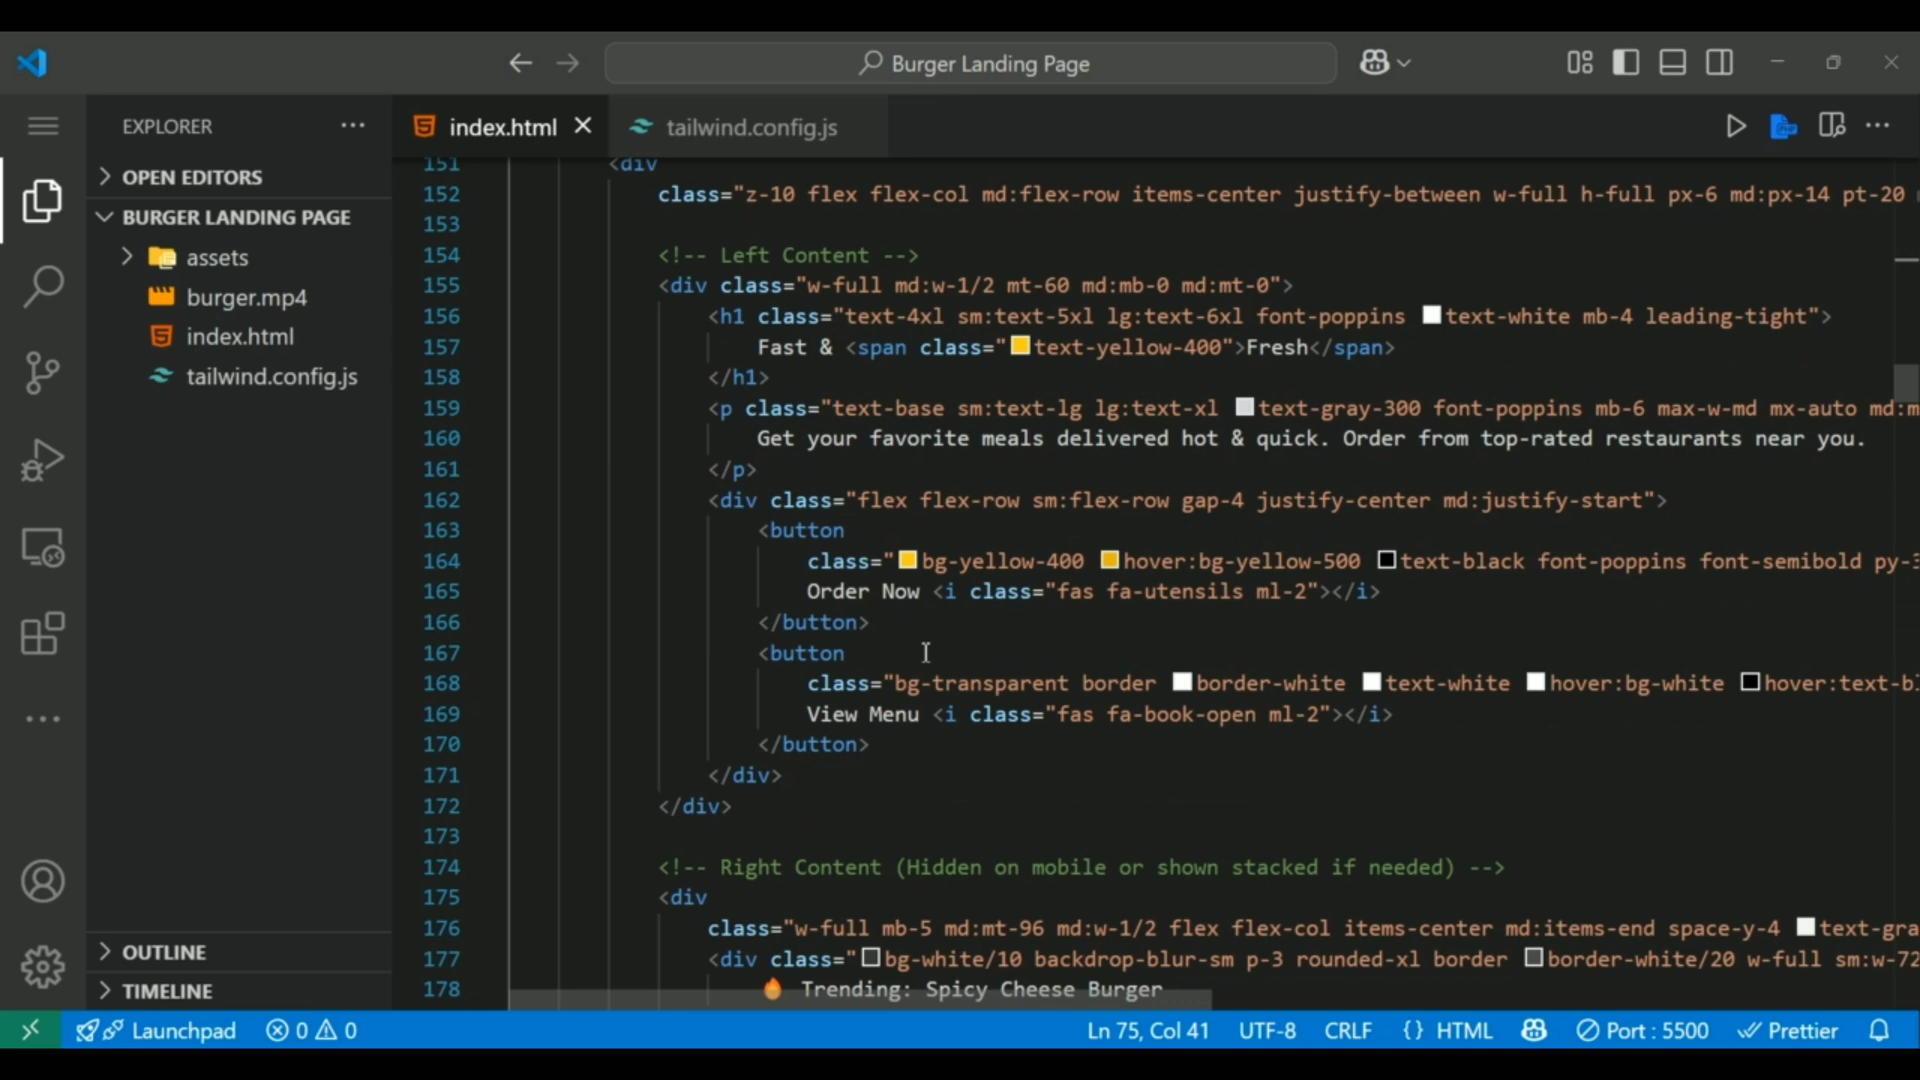 Burger Landing Page
EXPLORER
index.html
tailwind.config.js
OPEN EDITORS
BURGER LANDING PAGE
assets
burger.mp4
index.html
tailwind.config.js
151 <div
152 class="z-10 flex flex-col md:flex-row items-center justify-between w-full h-full px-6 md:px-14 pt-20
153
154 <!-- Left Content -->
155 <div class="w-full md:w-1/2 mt-60 md:mb-0 md:mt-0">
156 <h1 class="text-4xl sm:text-5xl lg:text-6xl font-poppins text-white mb-4 leading-tight">
157 Fast & <span class="text-yellow-400">Fresh</span>
158 </h1>
159 <p class="text-base sm:text-lg lg:text-xl text-gray-300 font-poppins mb-6 max-w-md mx-auto md:m
160 Get your favorite meals delivered hot & quick. Order from top-rated restaurants near you.
161 </p>
162 <div class="flex flex-row sm:flex-row gap-4 justify-center md:justify-start">
163 <button
164 class="bg-yellow-400 hover:bg-yellow-500 text-black font-poppins font-semibold py-3
165 Order Now <i class="fas fa-utensils ml-2"></i>
166 </button>
167 <button
168 class="bg-transparent border border-white text-white hover:bg-white hover:text-bl
169 View Menu <i class="fas fa-book-open ml-2"></i>
170 </button>
171 </div>
172 </div>
173
174 <!-- Right Content (Hidden on mobile or shown stacked if needed) -->
175 <div
176 class="w-full mb-5 md:mt-96 md:w-1/2 flex flex-col items-center md:items-end space-y-4 text-gra
177 <div class="bg-white/10 backdrop-blur-sm p-3 rounded-xl border border-white/20 w-full sm:w-72
178 🔥 Trending: Spicy Cheese Burger
OUTLINE
TIMELINE
Launchpad 0 0 Ln 75, Col 41 UTF-8 CRLF {} HTML Port : 5500 Prettier